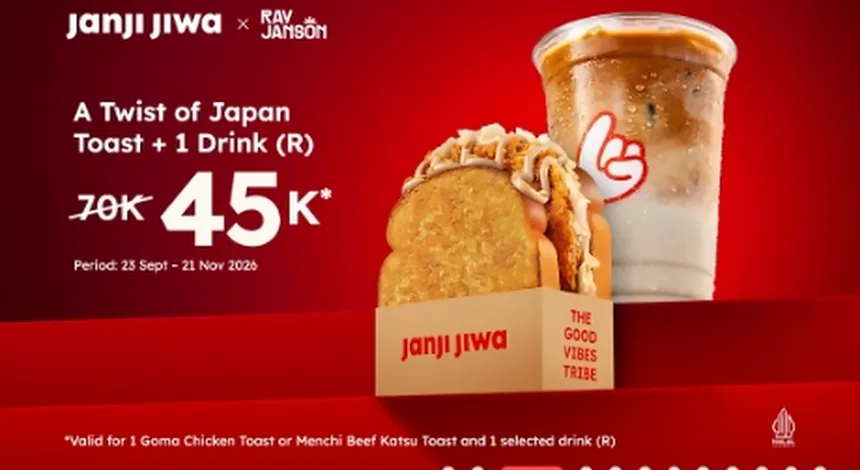 Janji Jiwa × RAY JANSON
A Twist of Japan
Toast + 1 Drink (R)
70K 45K*
Period: 23 Sept – 21 Nov 2026
Janji Jiwa
THE
GOOD
VIBES
TRIBE
*Valid for 1 Goma Chicken Toast or Menchi Beef Katsu Toast and 1 selected drink (R)
HALAL